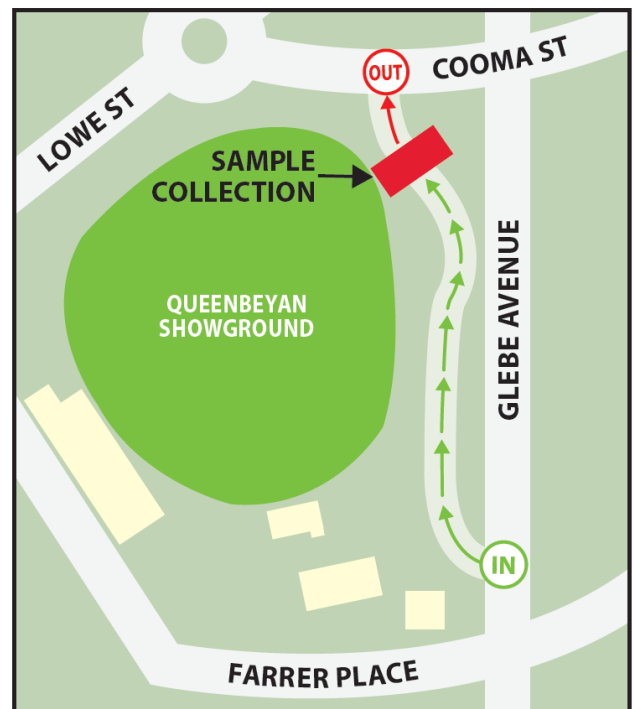 OUT
COOMA ST
LOWE ST
SAMPLE
COLLECTION
GLEBE AVENUE
QUEENBEYAN
SHOWGROUND
IN
FARRER PLACE